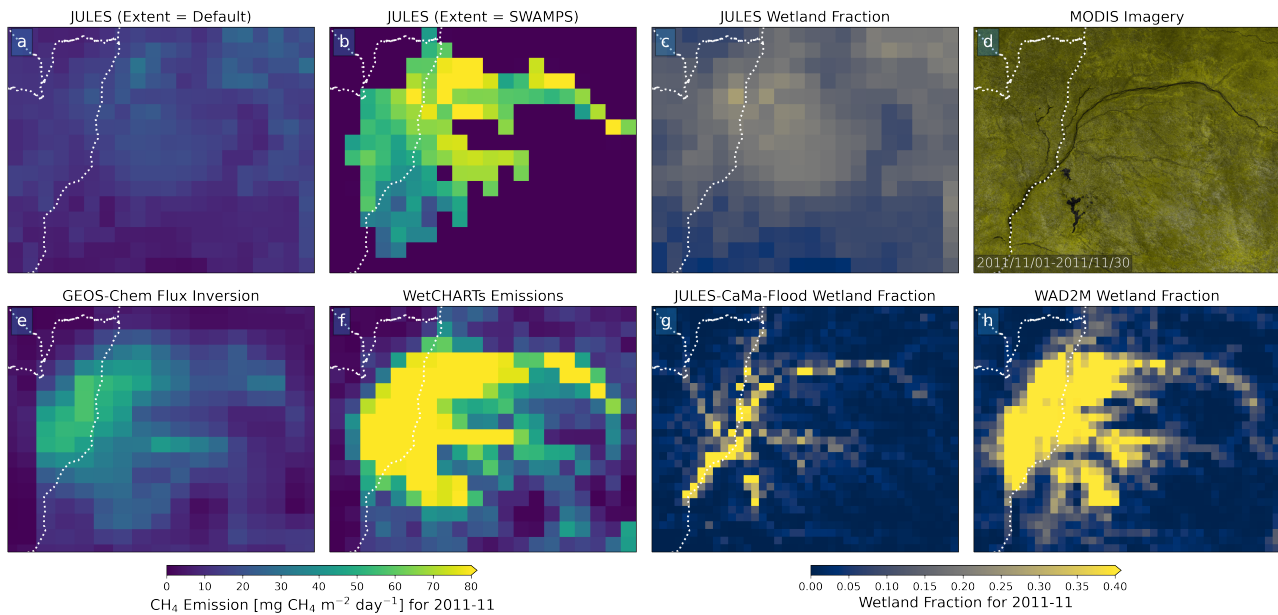 JULES (Extent = Default)
JULES (Extent = SWAMPS)
JULES Wetland Fraction
MODIS Imagery
a
b
c
d
2011/11/01-2011/11/30
GEOS-Chem Flux Inversion
WetCHARTs Emissions
JULES-CaMa-Flood Wetland Fraction
WAD2M Wetland Fraction
e
f
g
h
0 10 20 30 40 50 60 70 80
CH₄ Emission [mg CH₄ m⁻² day⁻¹] for 2011-11
0.00 0.05 0.10 0.15 0.20 0.25 0.30 0.35 0.40
Wetland Fraction for 2011-11